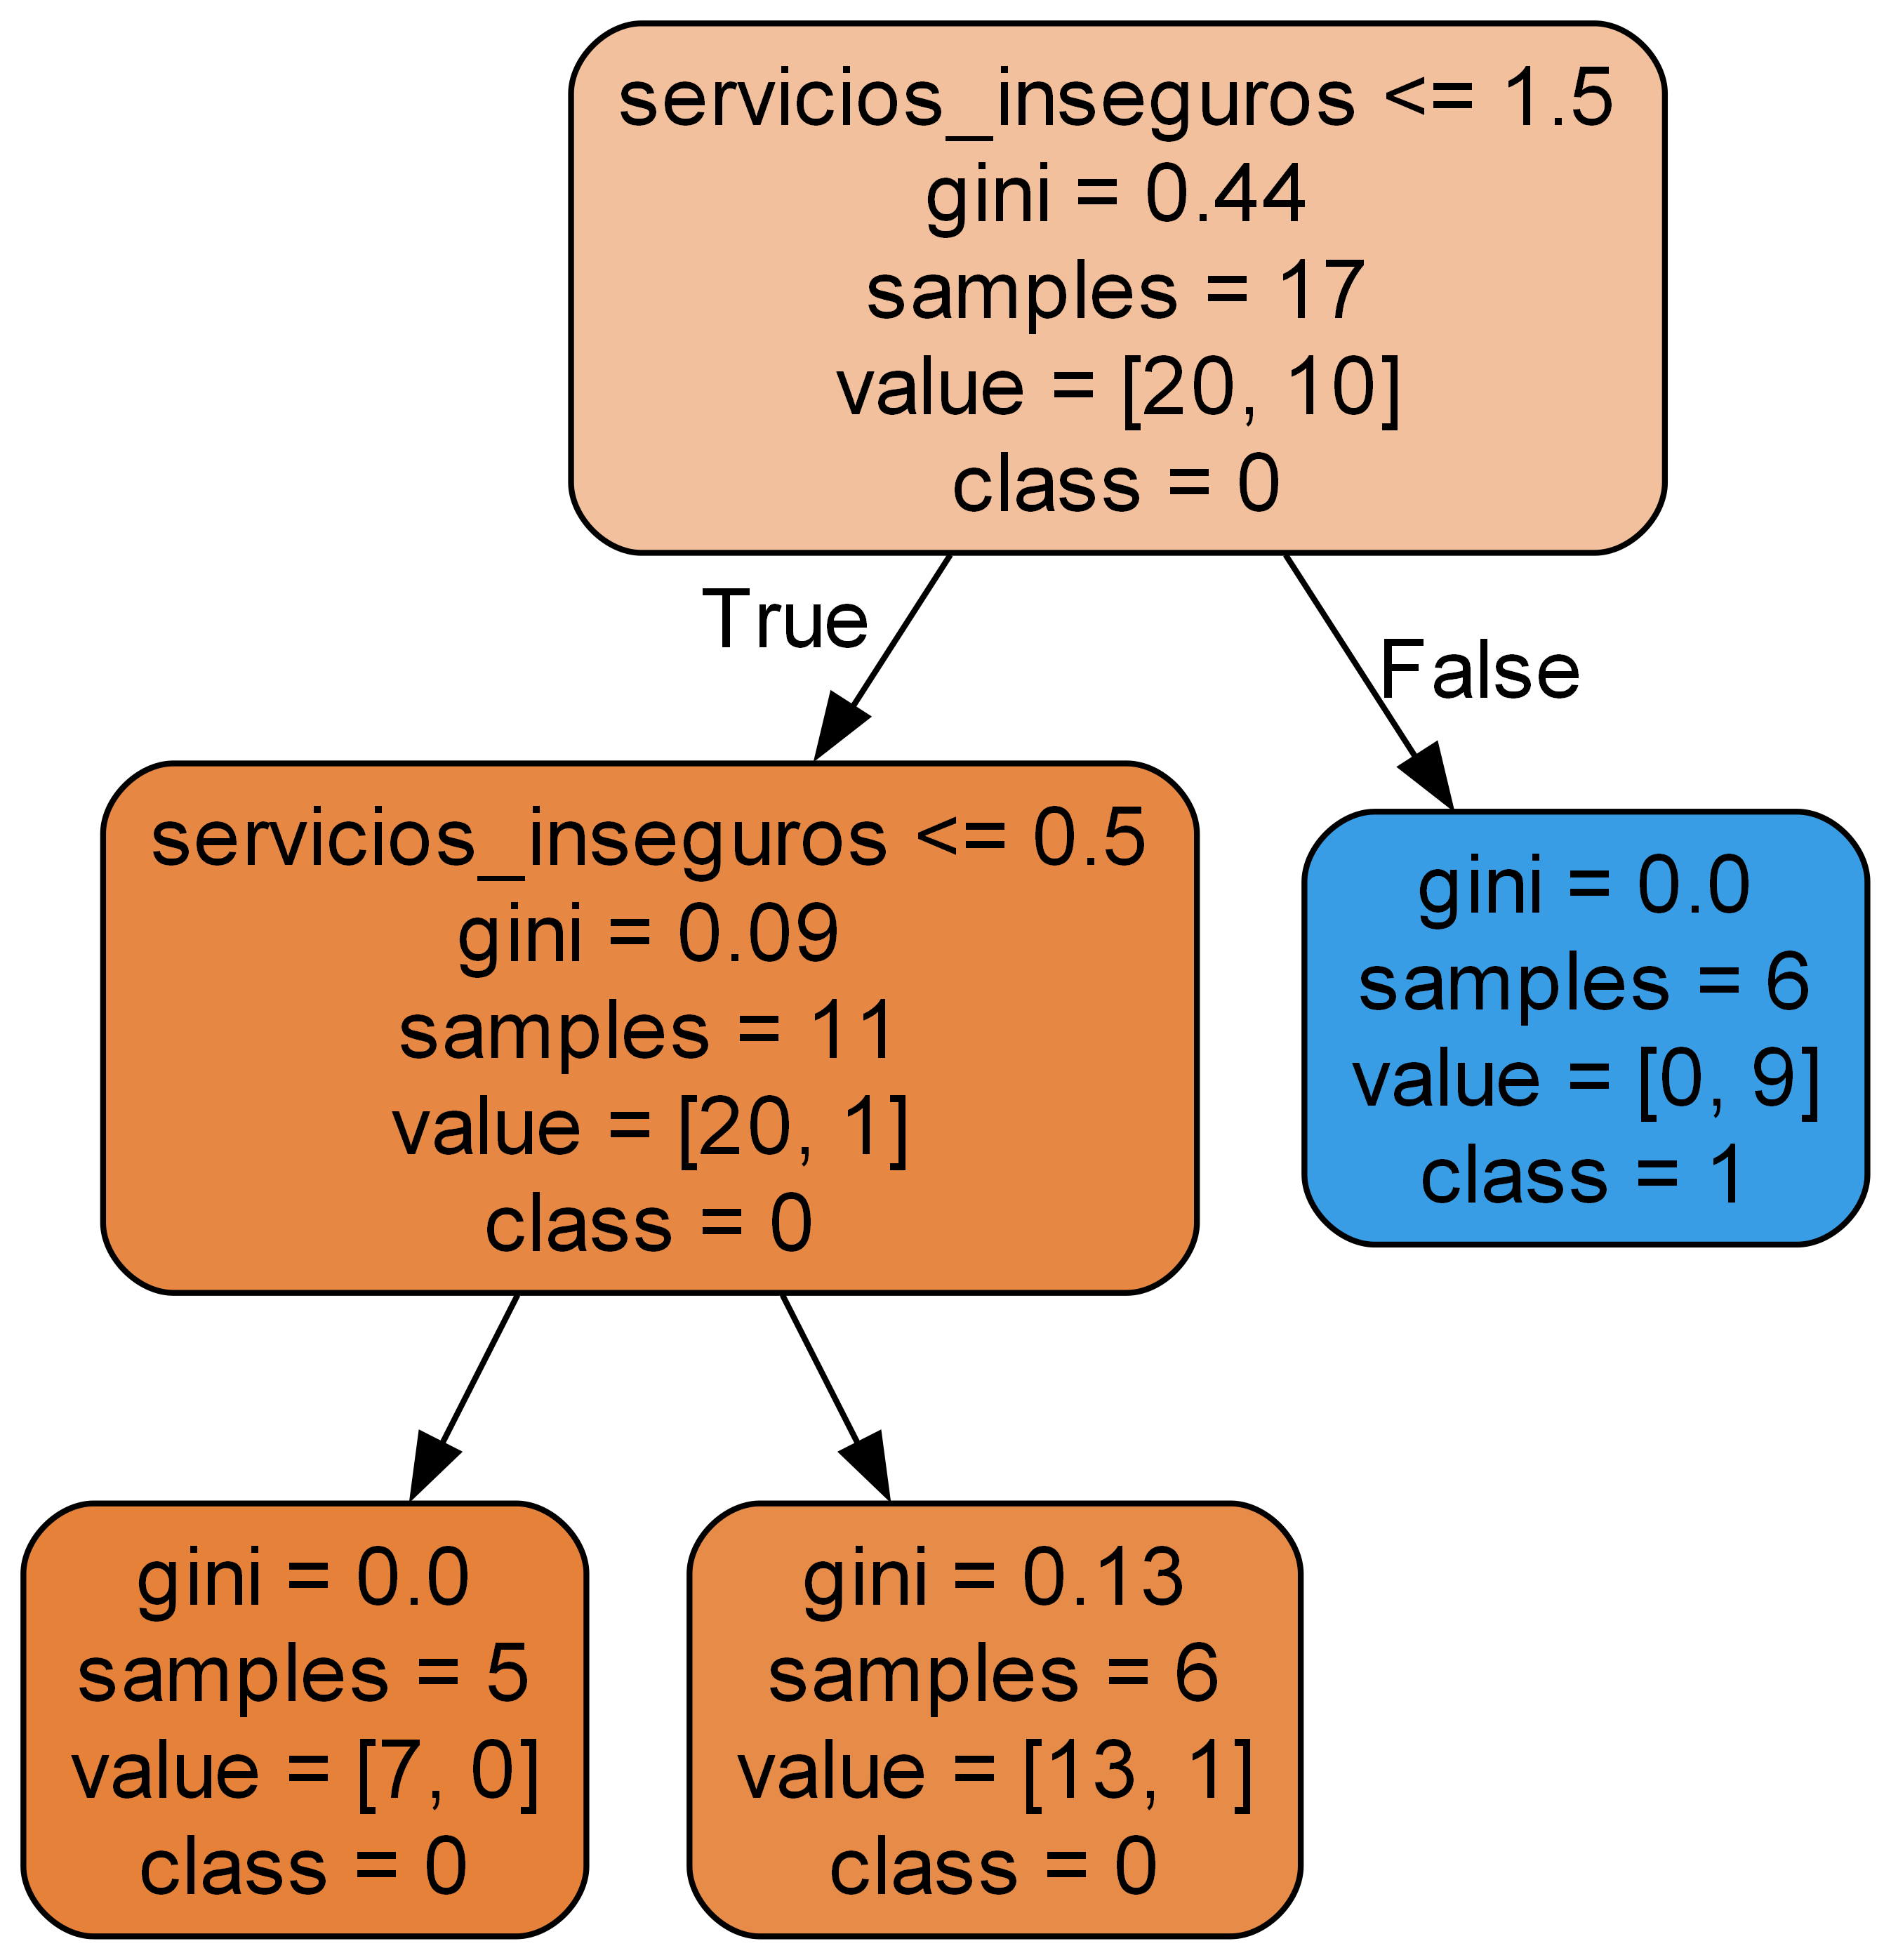 servicios_inseguros <= 1.5
gini = 0.44
samples = 17
value = [20, 10]
class = 0
True
False
servicios_inseguros <= 0.5
gini = 0.09
samples = 11
value = [20, 1]
class = 0
gini = 0.0
samples = 6
value = [0, 9]
class = 1
gini = 0.0
samples = 5
value = [7, 0]
class = 0
gini = 0.13
samples = 6
value = [13, 1]
class = 0